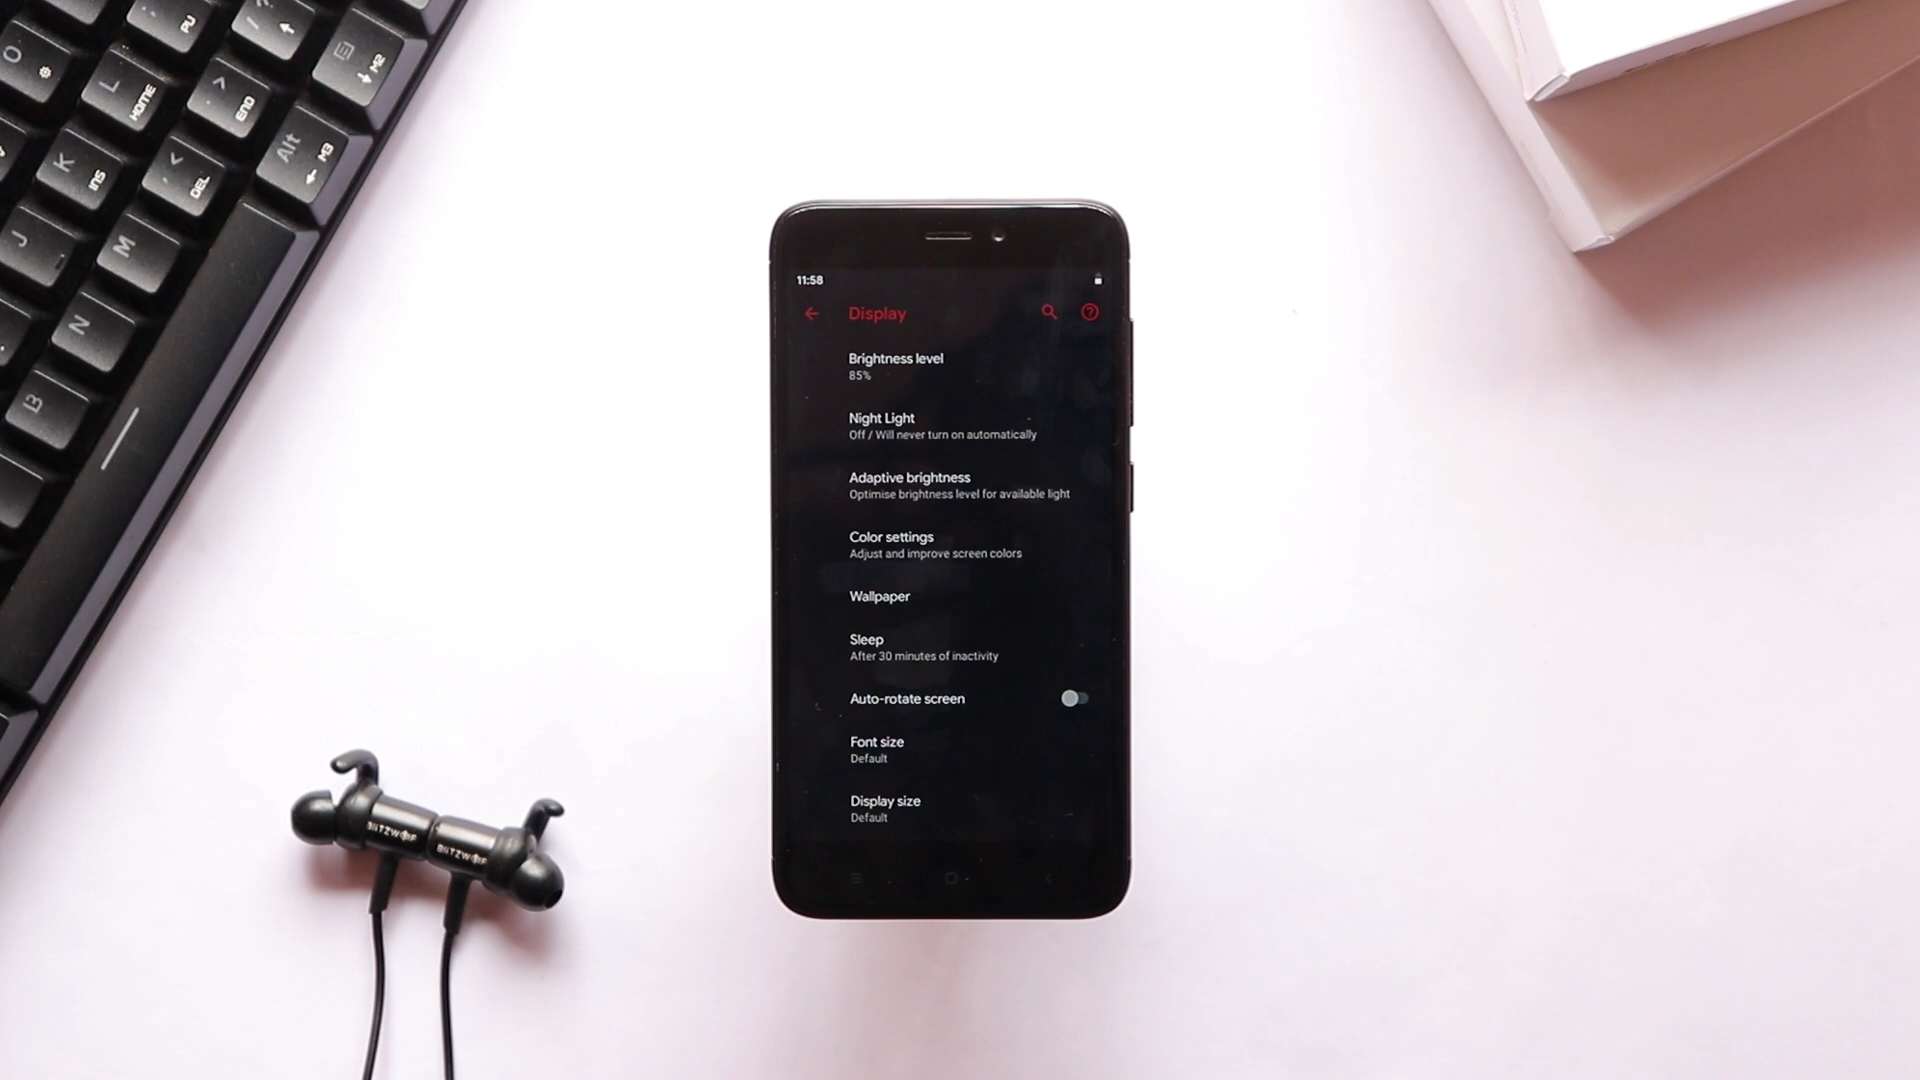 PU
/ ?
M2
O
L
HOME
>
.
END
Alt
M3
K
INS
<
,
DEL
J
M
N
B
11:58
Display
Brightness level
85%
Night Light
Off / Will never turn on automatically
Adaptive brightness
Optimise brightness level for available light
Color settings
Adjust and improve screen colors
Wallpaper
Sleep
After 30 minutes of inactivity
Auto-rotate screen
Font size
Default
Display size
Default
BlitzWolf
BlitzWolf